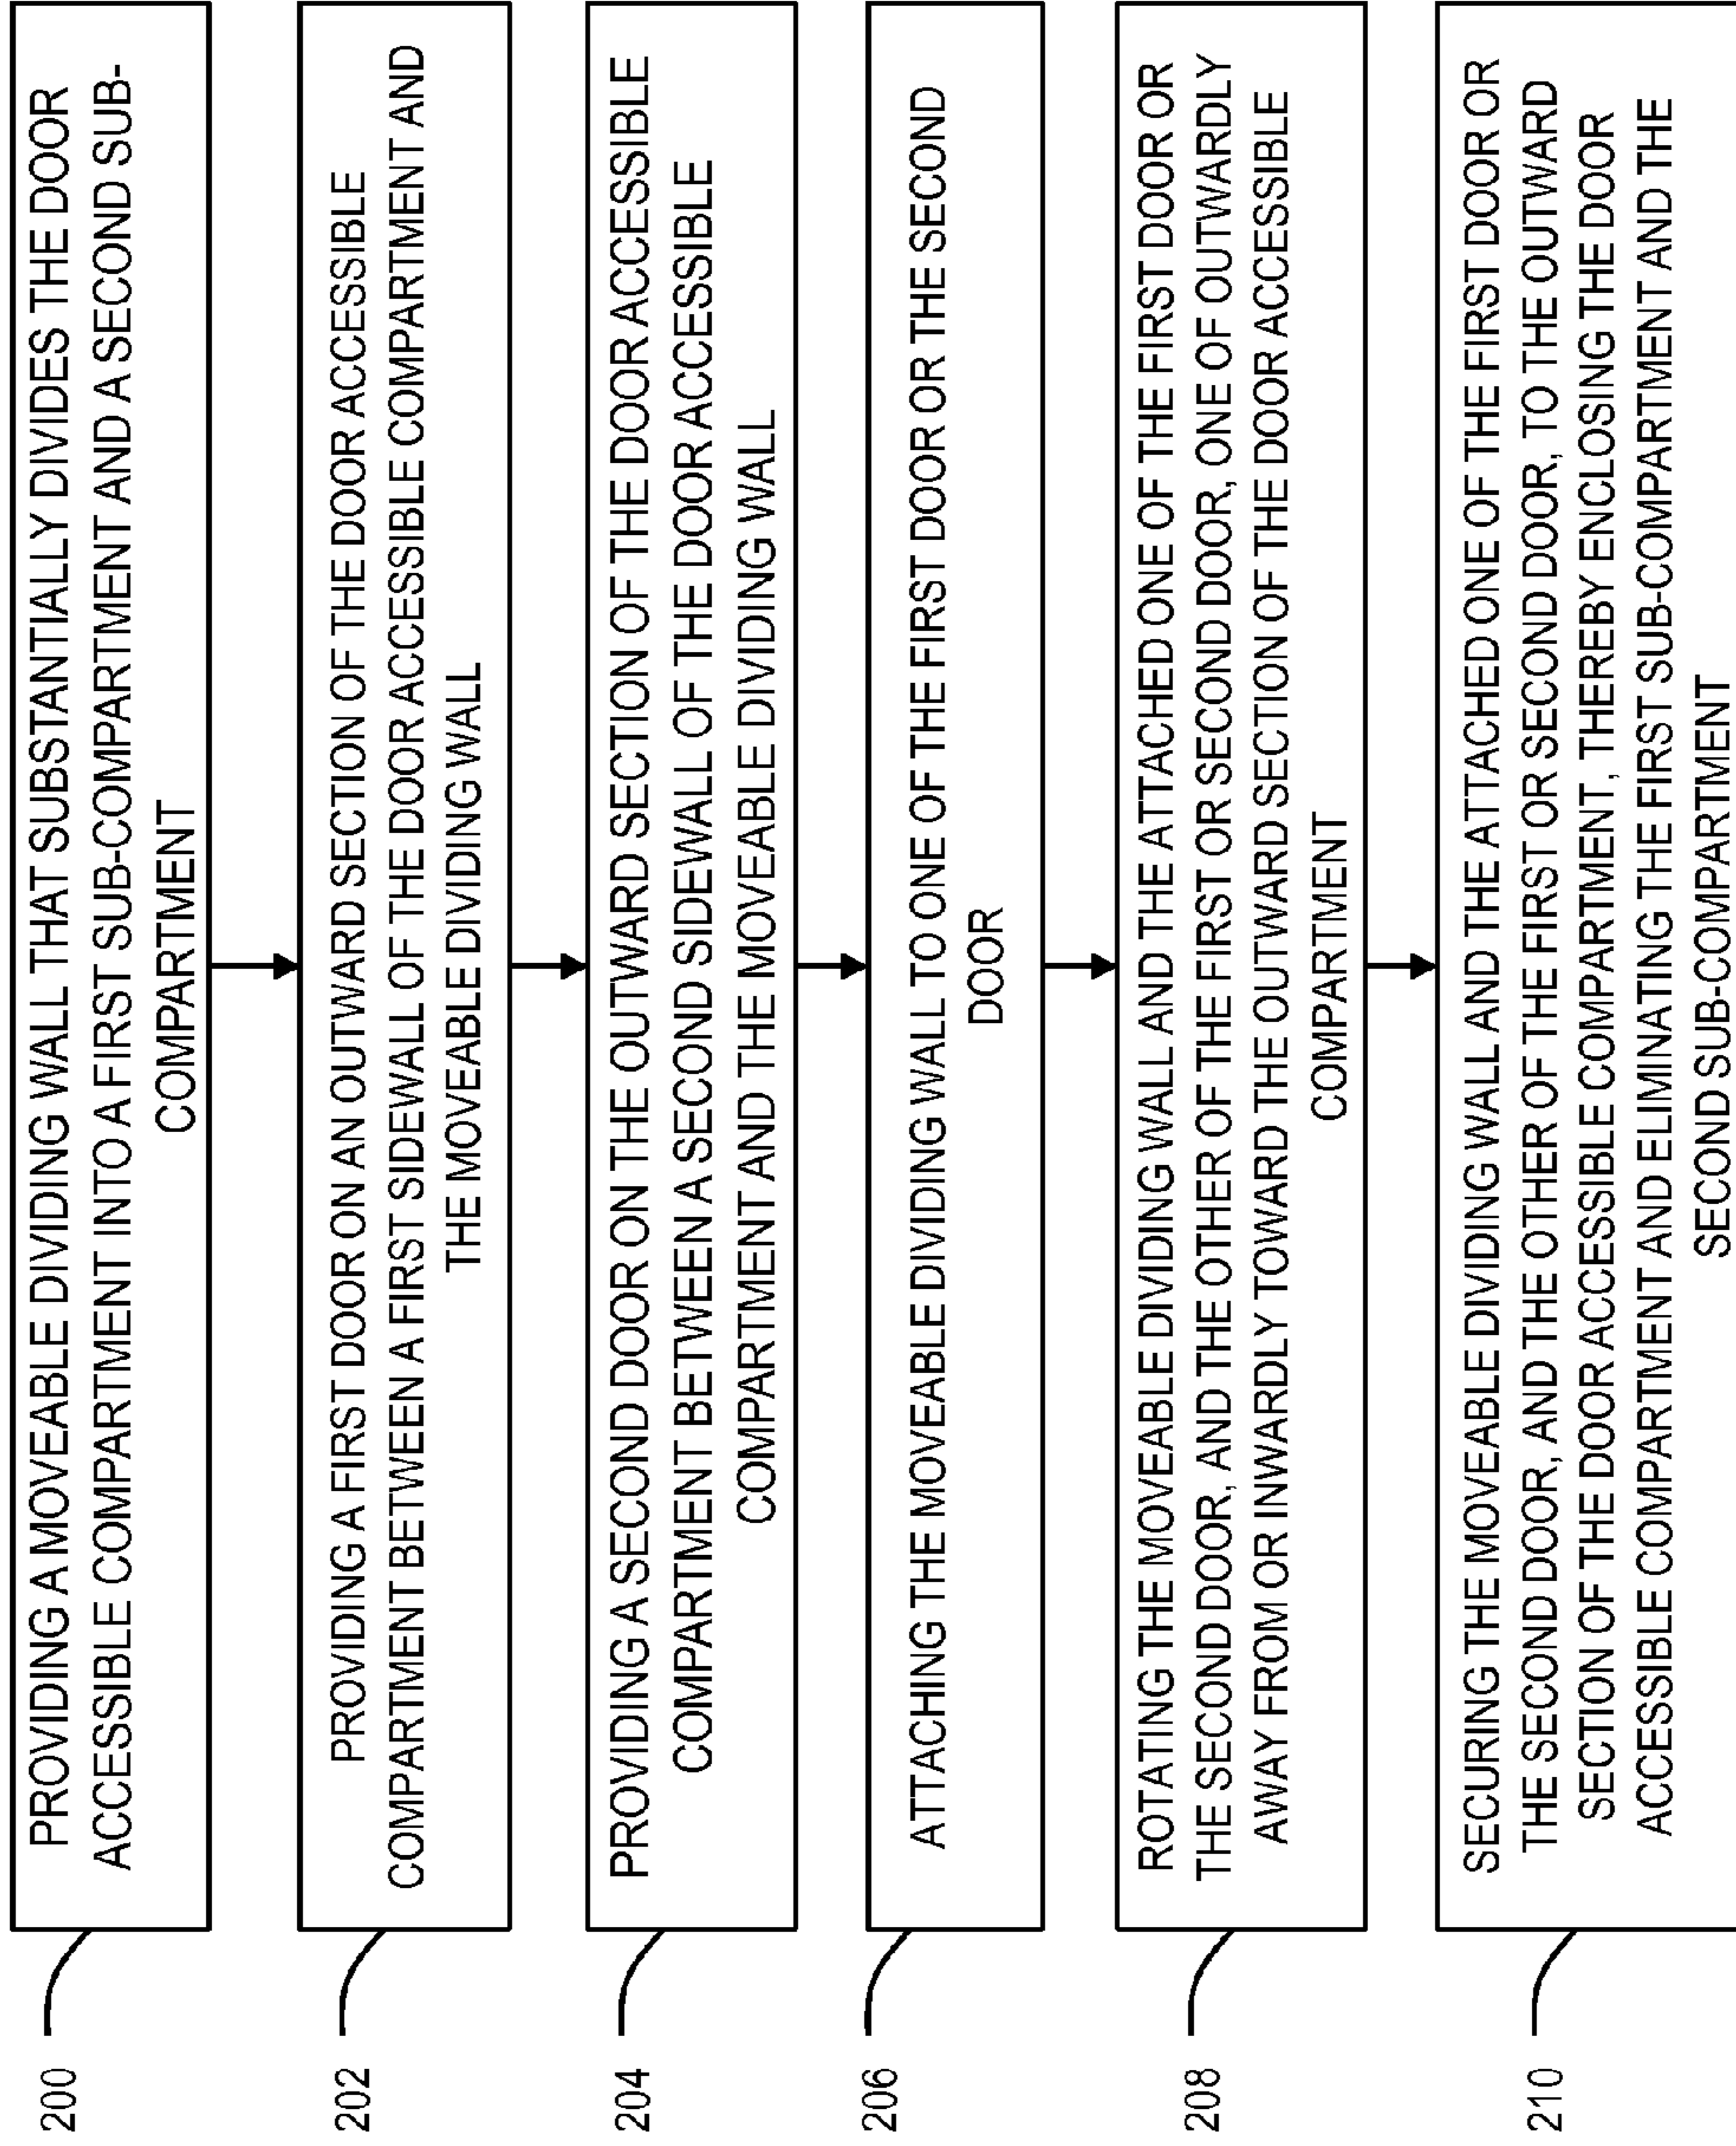 200
PROVIDING A MOVEABLE DIVIDING WALL THAT SUBSTANTIALLY DIVIDES THE DOOR
ACCESSIBLE COMPARTMENT INTO A FIRST SUB-COMPARTMENT AND A SECOND SUB-
COMPARTMENT
202
PROVIDING A FIRST DOOR ON AN OUTWARD SECTION OF THE DOOR ACCESSIBLE
COMPARTMENT BETWEEN A FIRST SIDEWALL OF THE DOOR ACCESSIBLE COMPARTMENT AND
THE MOVEABLE DIVIDING WALL
204
PROVIDING A SECOND DOOR ON THE OUTWARD SECTION OF THE DOOR ACCESSIBLE
COMPARTMENT BETWEEN A SECOND SIDEWALL OF THE DOOR ACCESSIBLE
COMPARTMENT AND THE MOVEABLE DIVIDING WALL
206
ATTACHING THE MOVEABLE DIVIDING WALL TO ONE OF THE FIRST DOOR OR THE SECOND
DOOR
208
ROTATING THE MOVEABLE DIVIDING WALL AND THE ATTACHED ONE OF THE FIRST DOOR OR
THE SECOND DOOR, AND THE OTHER OF THE FIRST OR SECOND DOOR, ONE OF OUTWARDLY
AWAY FROM OR INWARDLY TOWARD THE OUTWARD SECTION OF THE DOOR ACCESSIBLE
COMPARTMENT
210
SECURING THE MOVEABLE DIVIDING WALL AND THE ATTACHED ONE OF THE FIRST DOOR OR
THE SECOND DOOR, AND THE OTHER OF THE FIRST OR SECOND DOOR, TO THE OUTWARD
SECTION OF THE DOOR ACCESSIBLE COMPARTMENT, THEREBY ENCLOSING THE DOOR
ACCESSIBLE COMPARTMENT AND ELIMINATING THE FIRST SUB-COMPARTMENT AND THE
SECOND SUB-COMPARTMENT